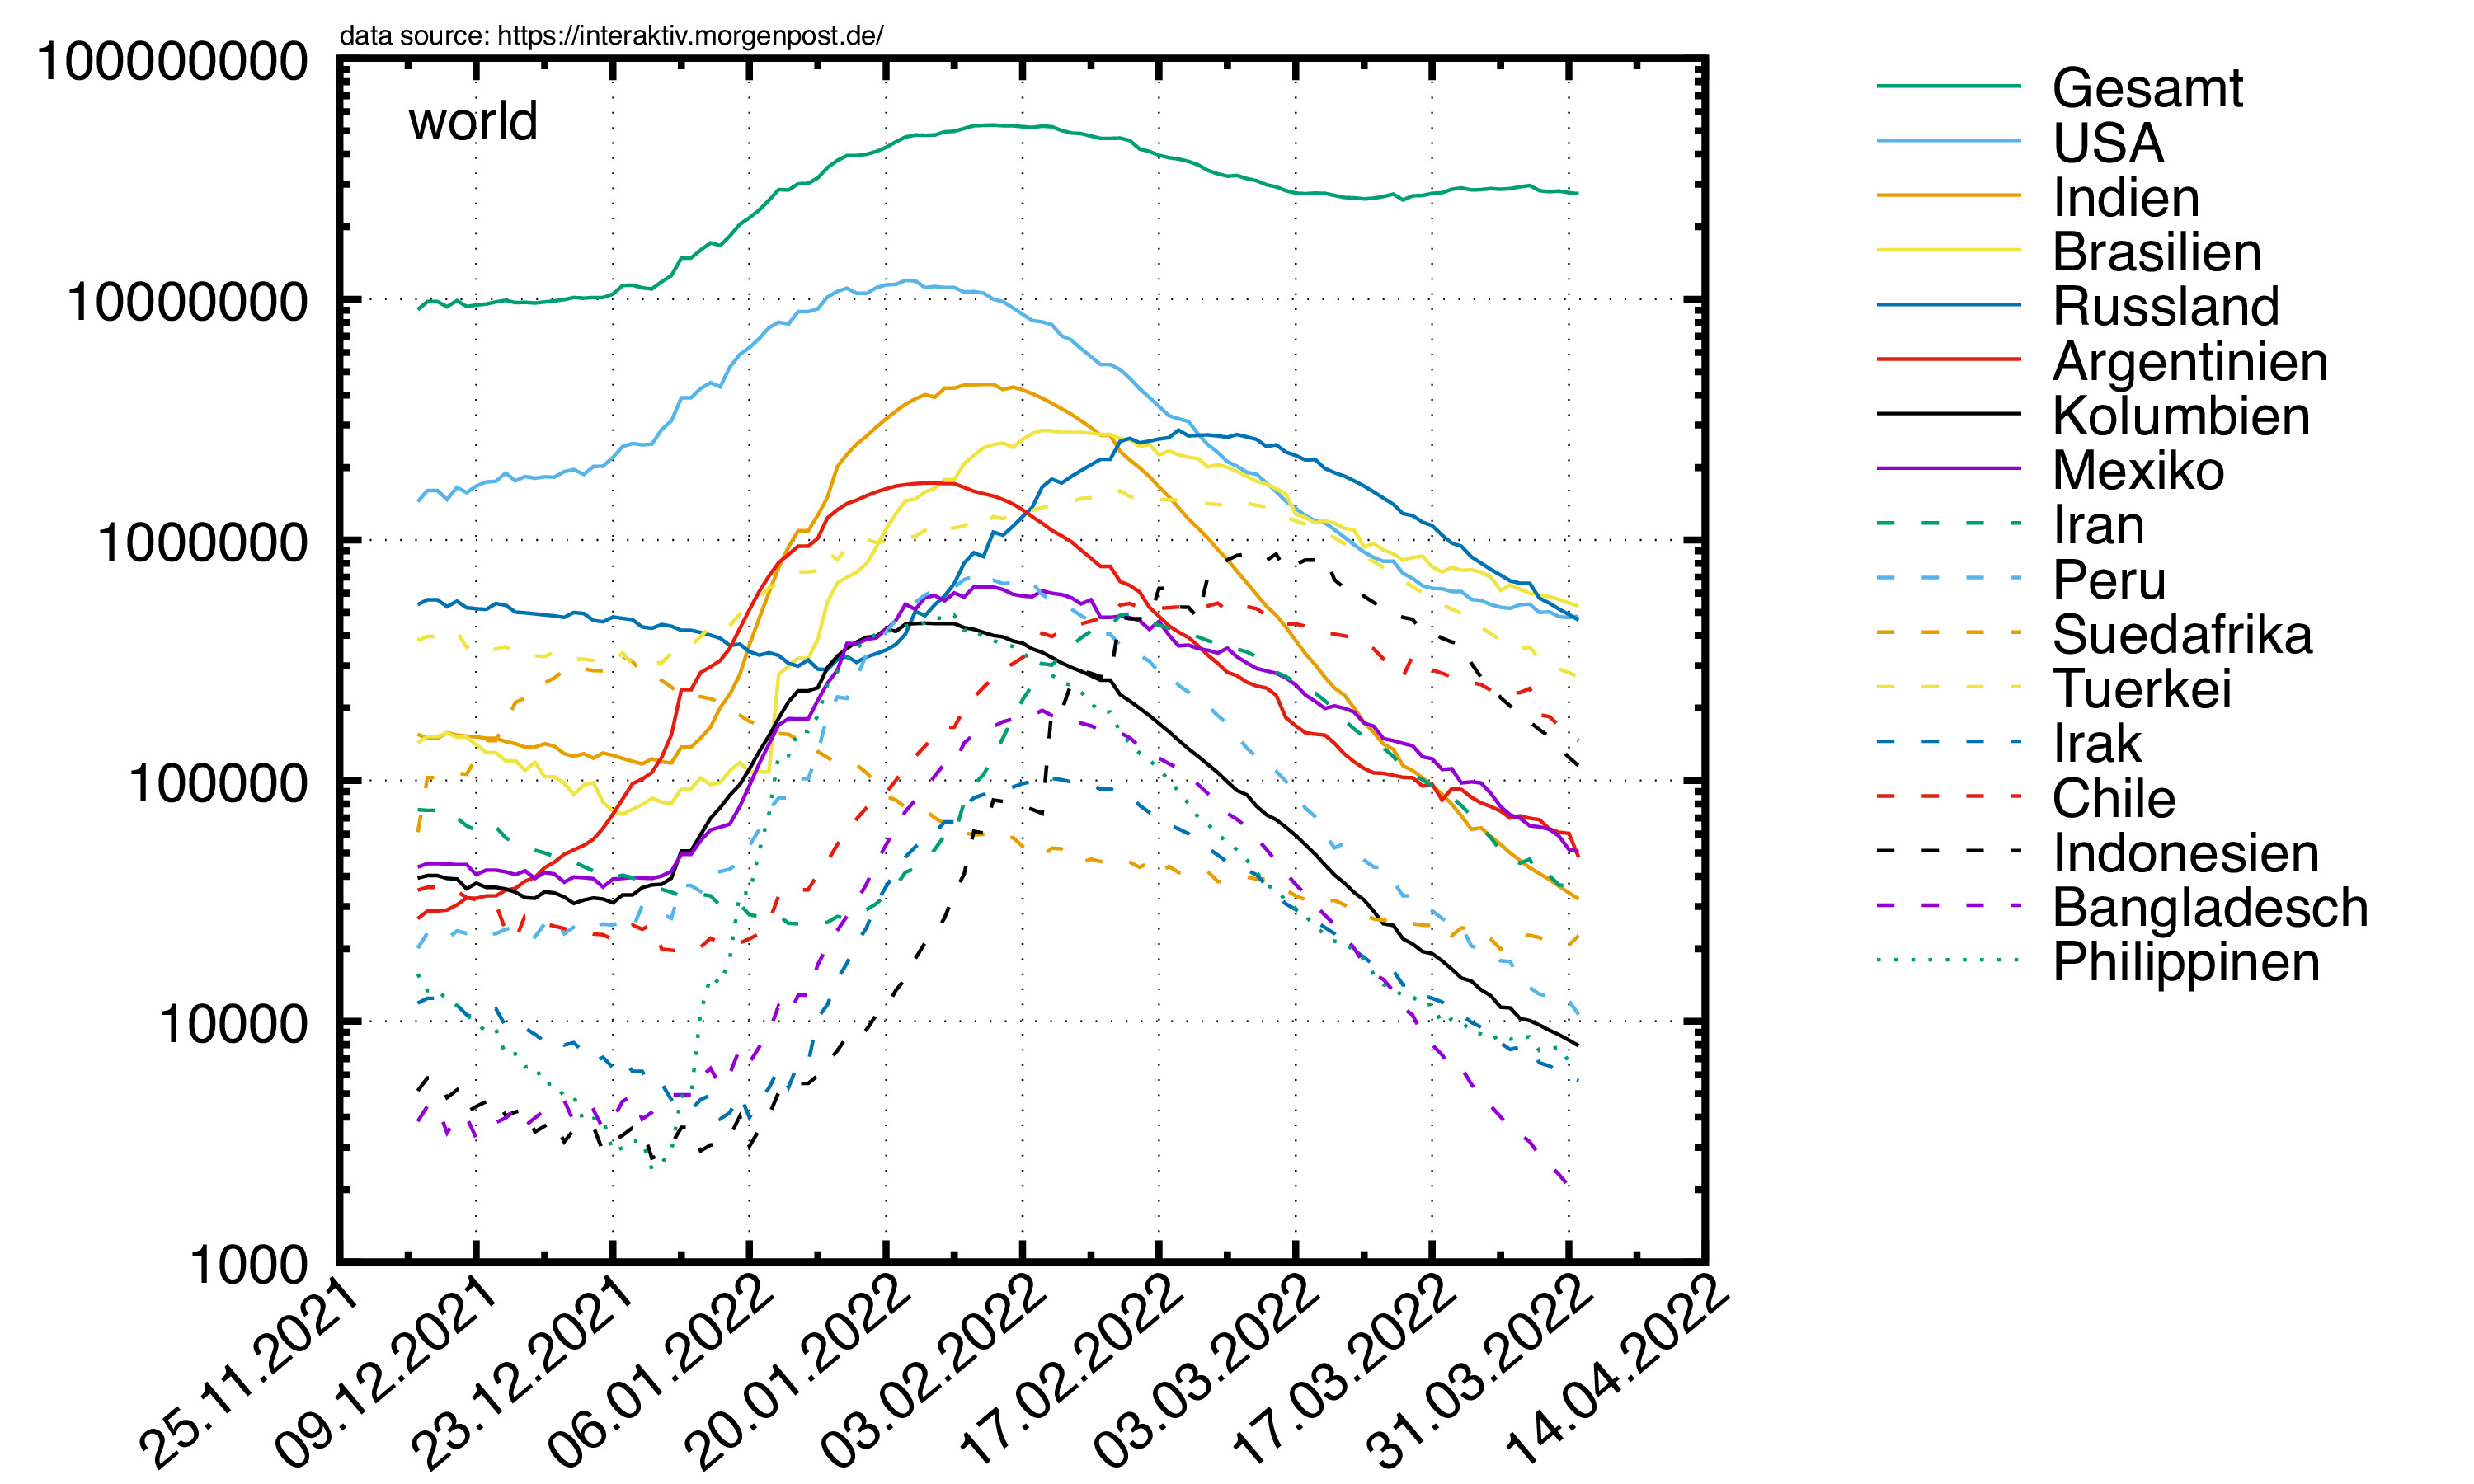 data source: https://interaktiv.morgenpost.de/
world
100000000
10000000
1000000
100000
10000
1000
25.11.2021
09.12.2021
23.12.2021
06.01.2022
20.01.2022
03.02.2022
17.02.2022
03.03.2022
17.03.2022
31.03.2022
14.04.2022
Gesamt
USA
Indien
Brasilien
Russland
Argentinien
Kolumbien
Mexiko
Iran
Peru
Suedafrika
Tuerkei
Irak
Chile
Indonesien
Bangladesch
Philippinen